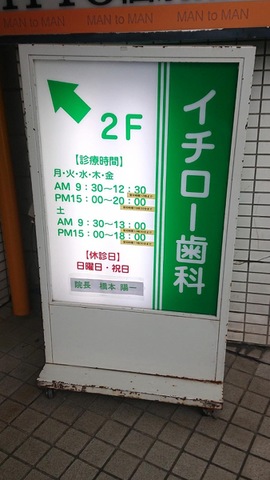 MAN to MAN MAN to MAN
2F
イチロー歯科
【診療時間】
月・火・水・木・金
AM 9:30～12:30
PM15:00～20:00
土
AM 9:30～13:00
PM15:00～18:00
【休診日】
日曜日・祝日
院長 橋本 陽一